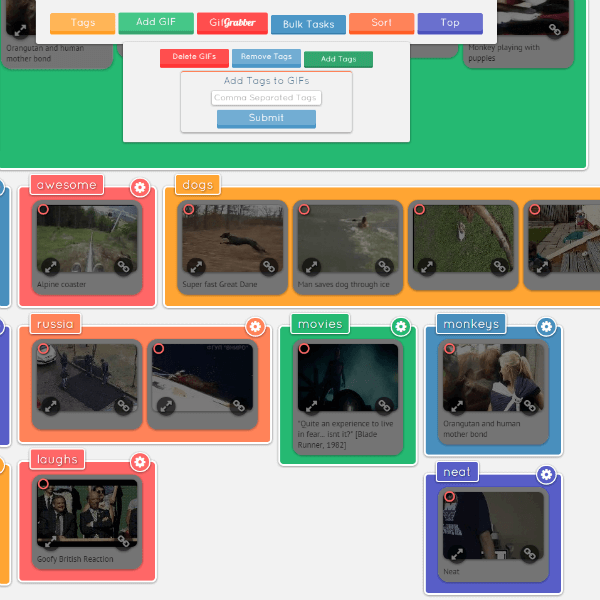 Tags
Add GIF
GifGrabber
Bulk Tasks
Sort
Top
Orangutan and human
mother bond
Monkey playing with
puppies
Delete GIFs
Remove Tags
Add Tags
Add Tags to GIFs
Comma Separated Tags
Submit
awesome
dogs
Alpine coaster
Super fast Great Dane
Man saves dog through ice
russia
movies
monkeys
"Quite an experience to live
in fear... isnt it?" [Blade
Runner, 1982]
Orangutan and human
mother bond
laughs
neat
Goofy British Reaction
Neat